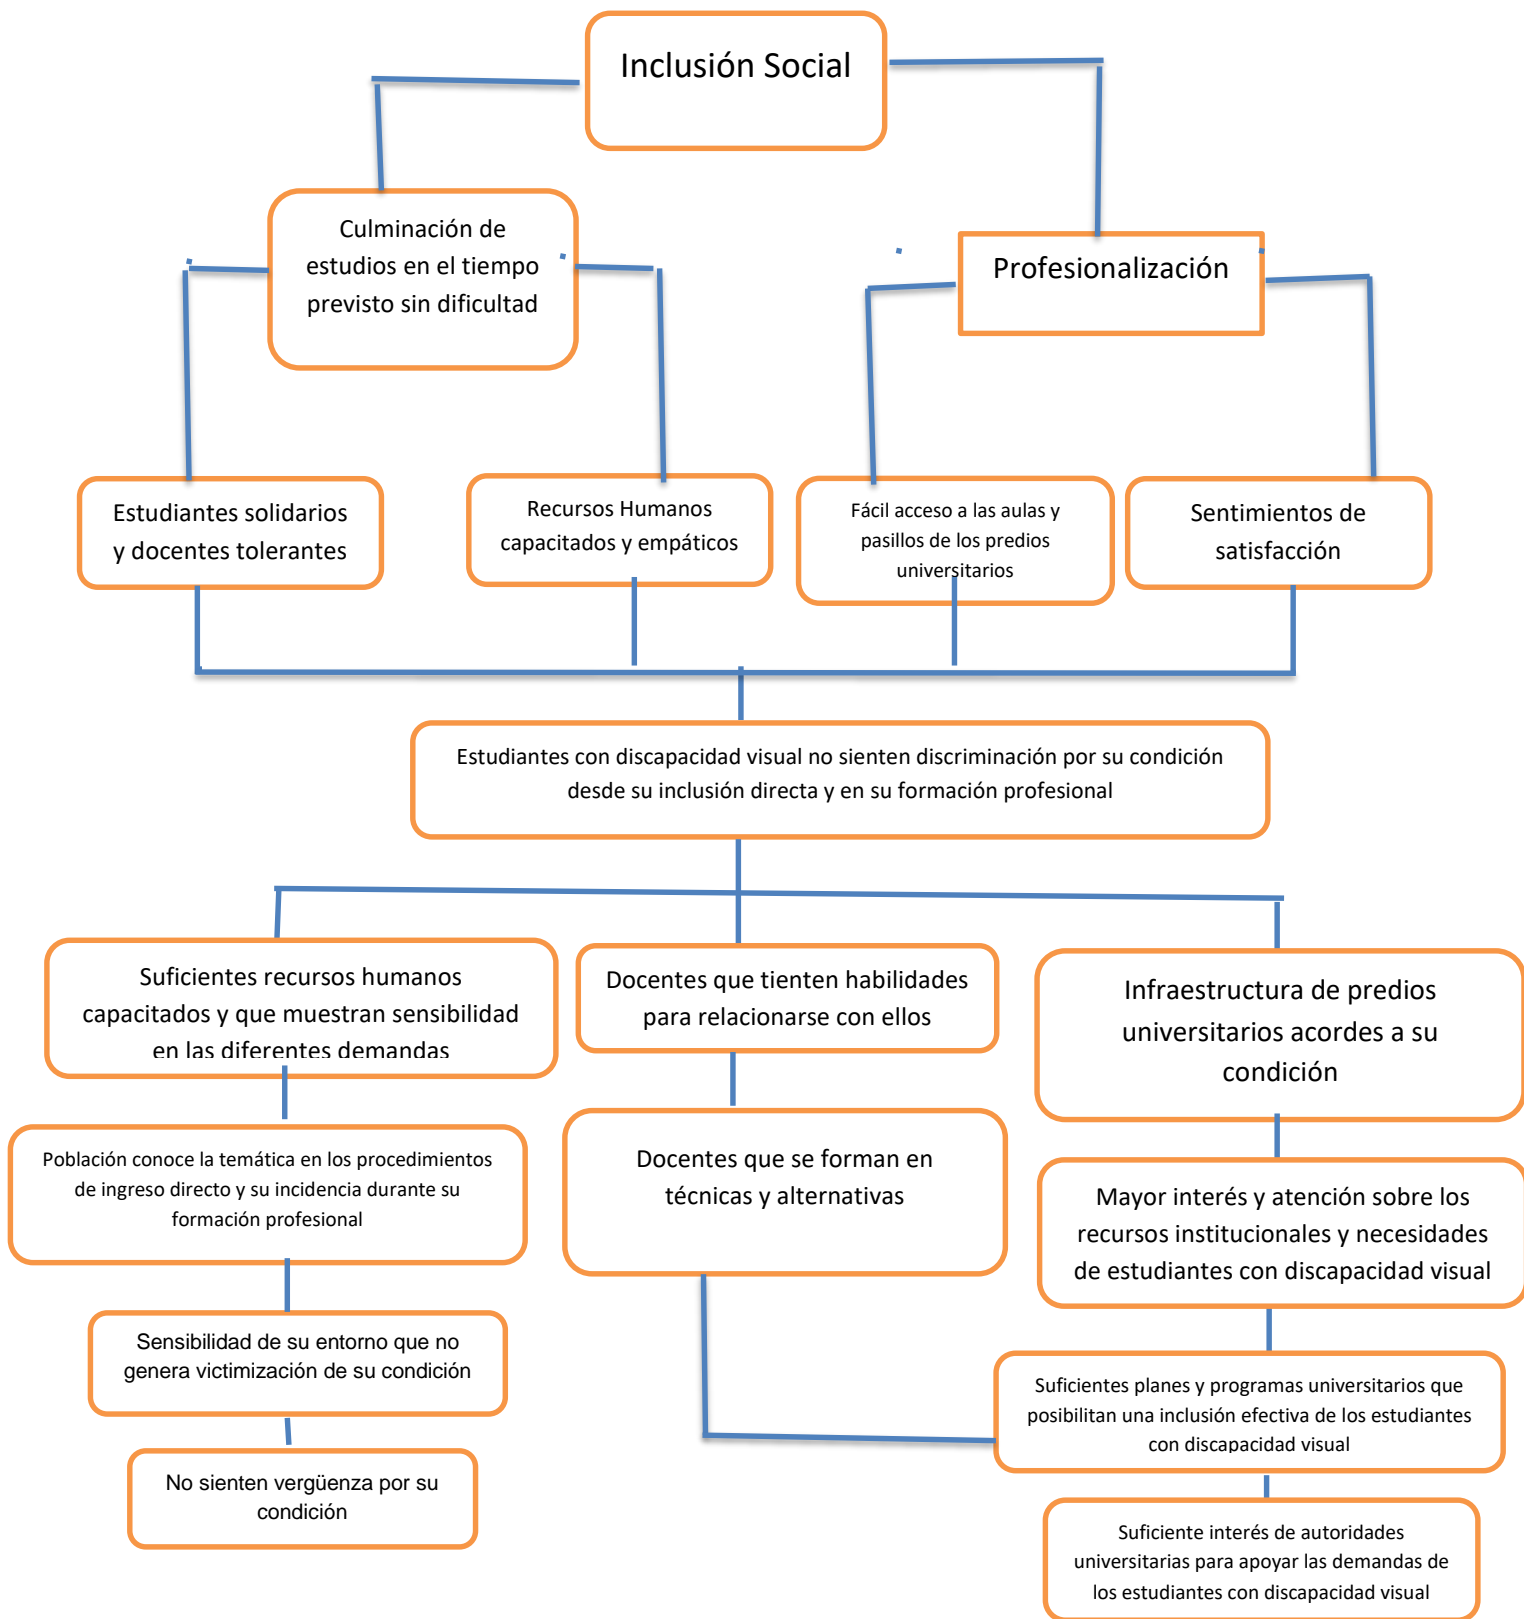 Inclusión Social
Culminación de
estudios en el tiempo
previsto sin dificultad
Profesionalización
Estudiantes solidarios
y docentes tolerantes
Recursos Humanos
capacitados y empáticos
Fácil acceso a las aulas y
pasillos de los predios
universitarios
Sentimientos de
satisfacción
Estudiantes con discapacidad visual no sienten discriminación por su condición
desde su inclusión directa y en su formación profesional
Suficientes recursos humanos
capacitados y que muestran sensibilidad
en las diferentes demandas
Docentes que tienten habilidades
para relacionarse con ellos
Infraestructura de predios
universitarios acordes a su
condición
Población conoce la temática en los procedimientos
de ingreso directo y su incidencia durante su
formación profesional
Docentes que se forman en
técnicas y alternativas
Mayor interés y atención sobre los
recursos institucionales y necesidades
de estudiantes con discapacidad visual
Sensibilidad de su entorno que no
genera victimización de su condición
Suficientes planes y programas universitarios que
posibilitan una inclusión efectiva de los estudiantes
con discapacidad visual
No sienten vergüenza por su
condición
Suficiente interés de autoridades
universitarias para apoyar las demandas de
los estudiantes con discapacidad visual